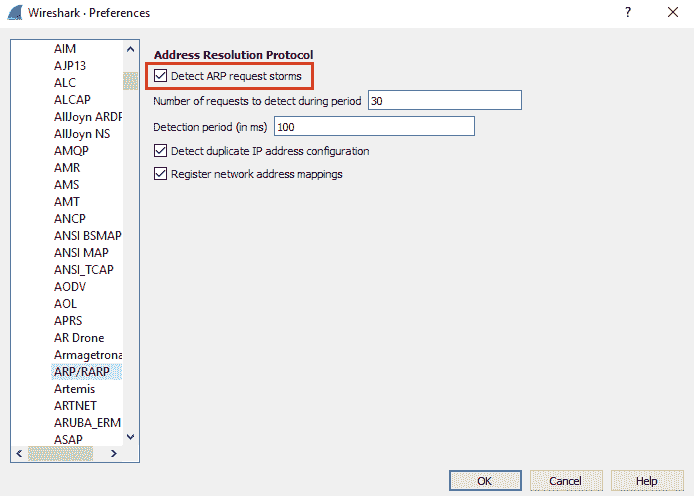 Wireshark · Preferences
?
AIM
AJP13
ALC
ALCAP
AllJoyn ARDP
AllJoyn NS
AMQP
AMR
AMS
AMT
ANCP
ANSI BSMAP
ANSI MAP
ANSI_TCAP
AODV
AOL
APRS
AR Drone
Armagetrona
ARP/RARP
Artemis
ARTNET
ARUBA_ERM
ASAP
Address Resolution Protocol
Detect ARP request storms
Number of requests to detect during period 30
Detection period (in ms) 100
Detect duplicate IP address configuration
Register network address mappings
OK Cancel Help